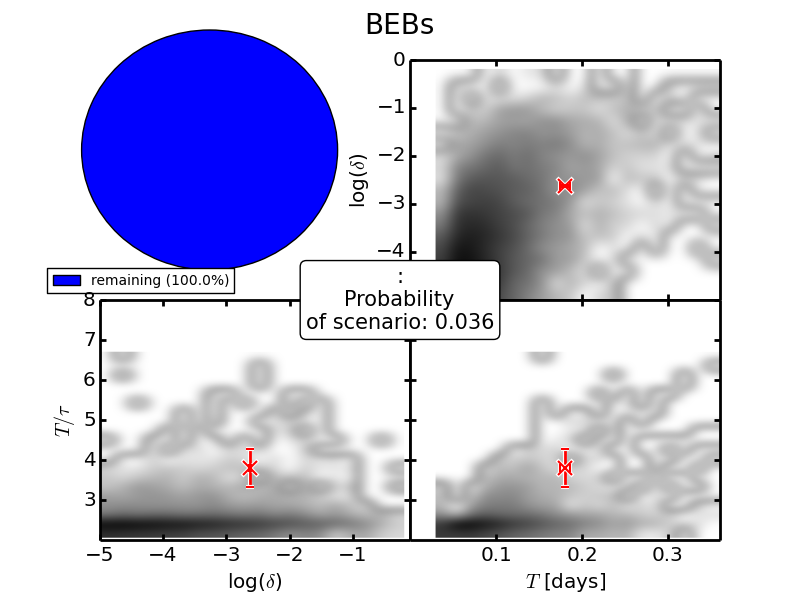 BEBs
remaining (100.0%)
0
−1
−2
−3
−4
log(δ)
:
Probability
of scenario: 0.036
8
7
6
5
4
3
T/τ
−5
−4
−3
−2
−1
log(δ)
0.1
0.2
0.3
T [days]